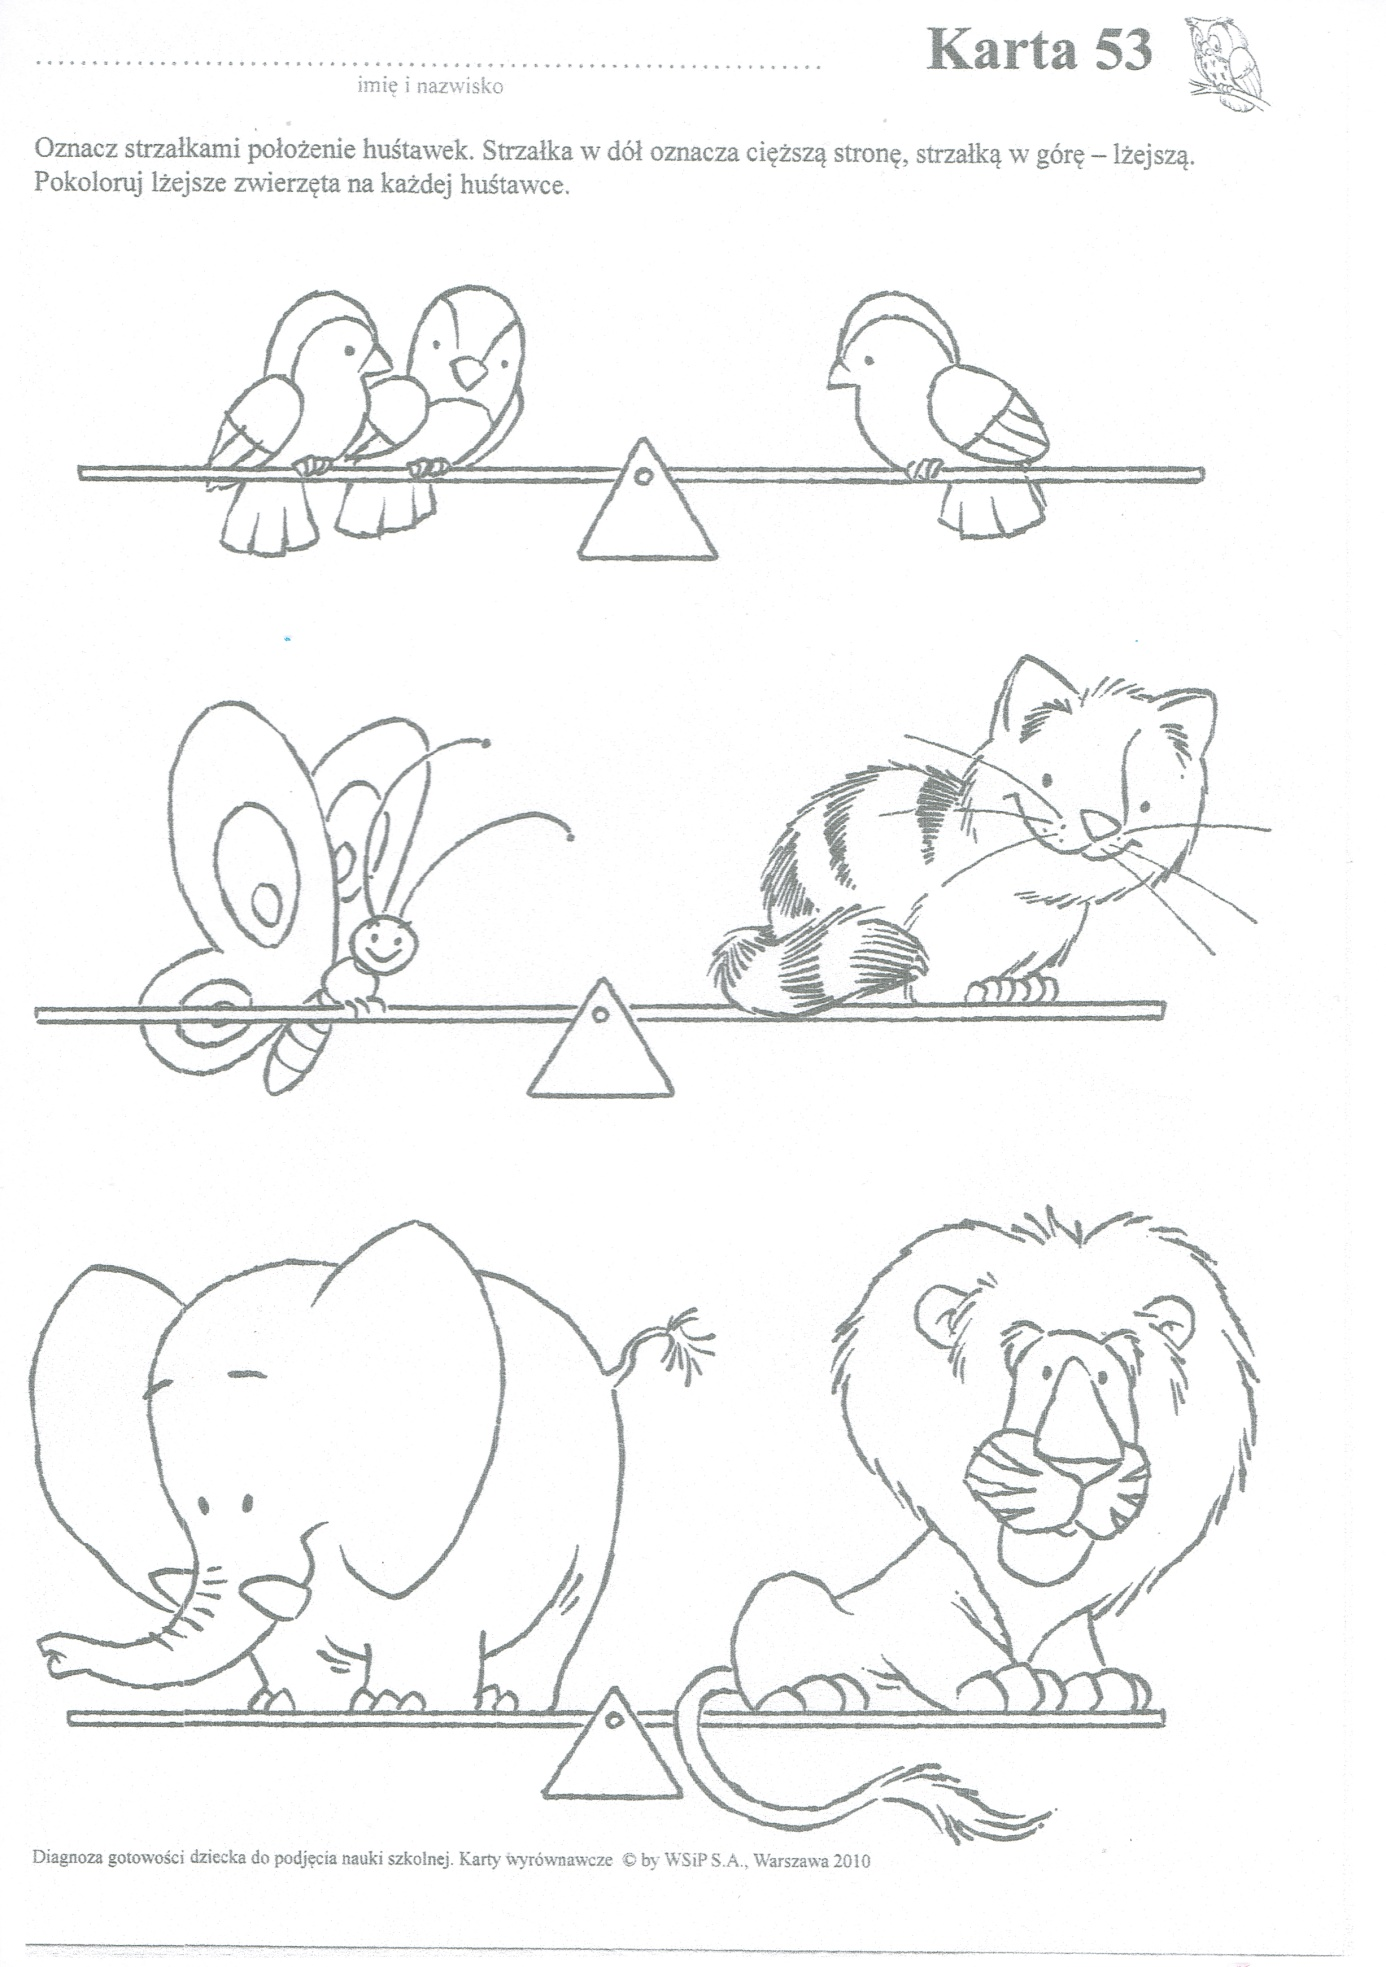 Karta 53
imię i nazwisko
Oznacz strzałkami położenie huśtawek. Strzałka w dół oznacza cięższą stronę, strzałką w górę – lżejszą.
Pokoloruj lżejsze zwierzęta na każdej huśtawce.
Diagnoza gotowości dziecka do podjęcia nauki szkolnej. Karty wyrównawcze © by WSiP S.A., Warszawa 2010